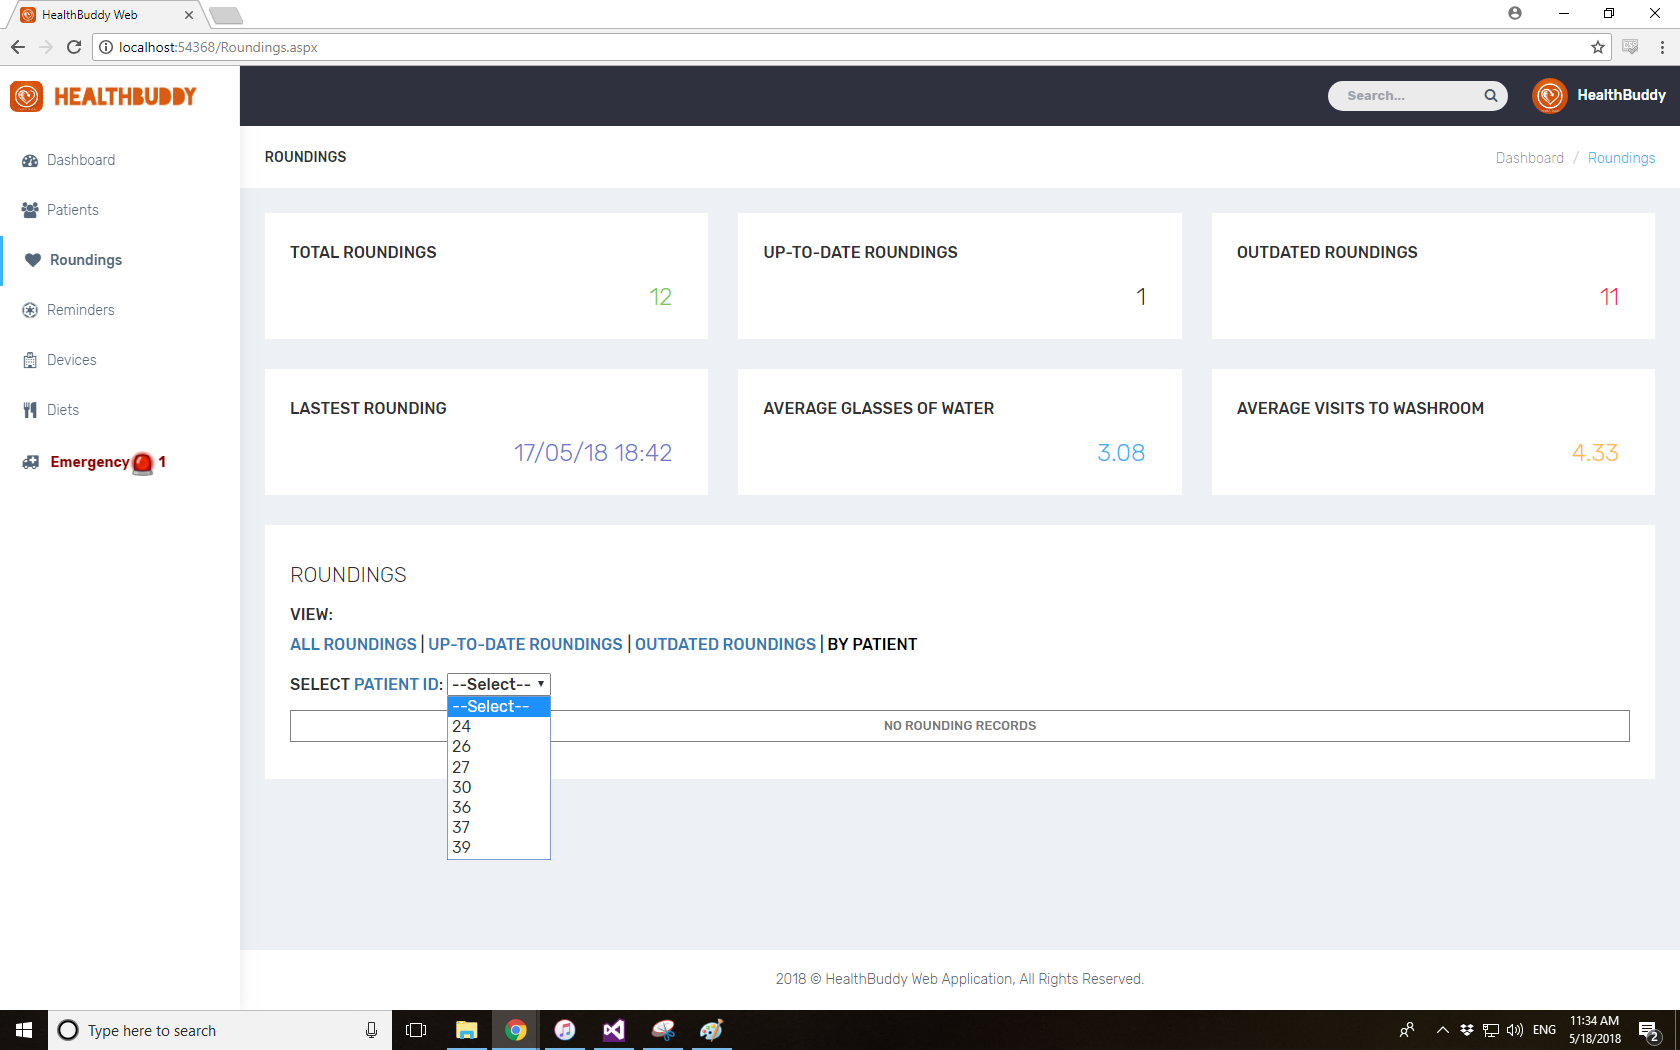 HealthBuddy Web
localhost:54368/Roundings.aspx
HEALTHBUDDY
Search...
HealthBuddy
Dashboard
Patients
Roundings
Reminders
Devices
Diets
Emergency 1
ROUNDINGS
Dashboard / Roundings
TOTAL ROUNDINGS
12
UP-TO-DATE ROUNDINGS
1
OUTDATED ROUNDINGS
11
LASTEST ROUNDING
17/05/18 18:42
AVERAGE GLASSES OF WATER
3.08
AVERAGE VISITS TO WASHROOM
4.33
ROUNDINGS
VIEW:
ALL ROUNDINGS | UP-TO-DATE ROUNDINGS | OUTDATED ROUNDINGS | BY PATIENT
SELECT PATIENT ID: --Select--
--Select--
24
26
27
30
36
37
39
NO ROUNDING RECORDS
2018 © HealthBuddy Web Application, All Rights Reserved.
Type here to search
ENG
11:34 AM
5/18/2018
2